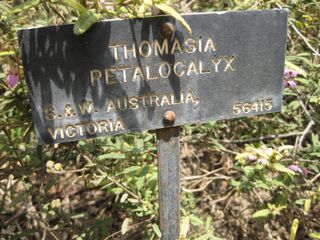 THOMASIA
PETALOCALYX
S. & W. AUSTRALIA, 56415
VICTORIA